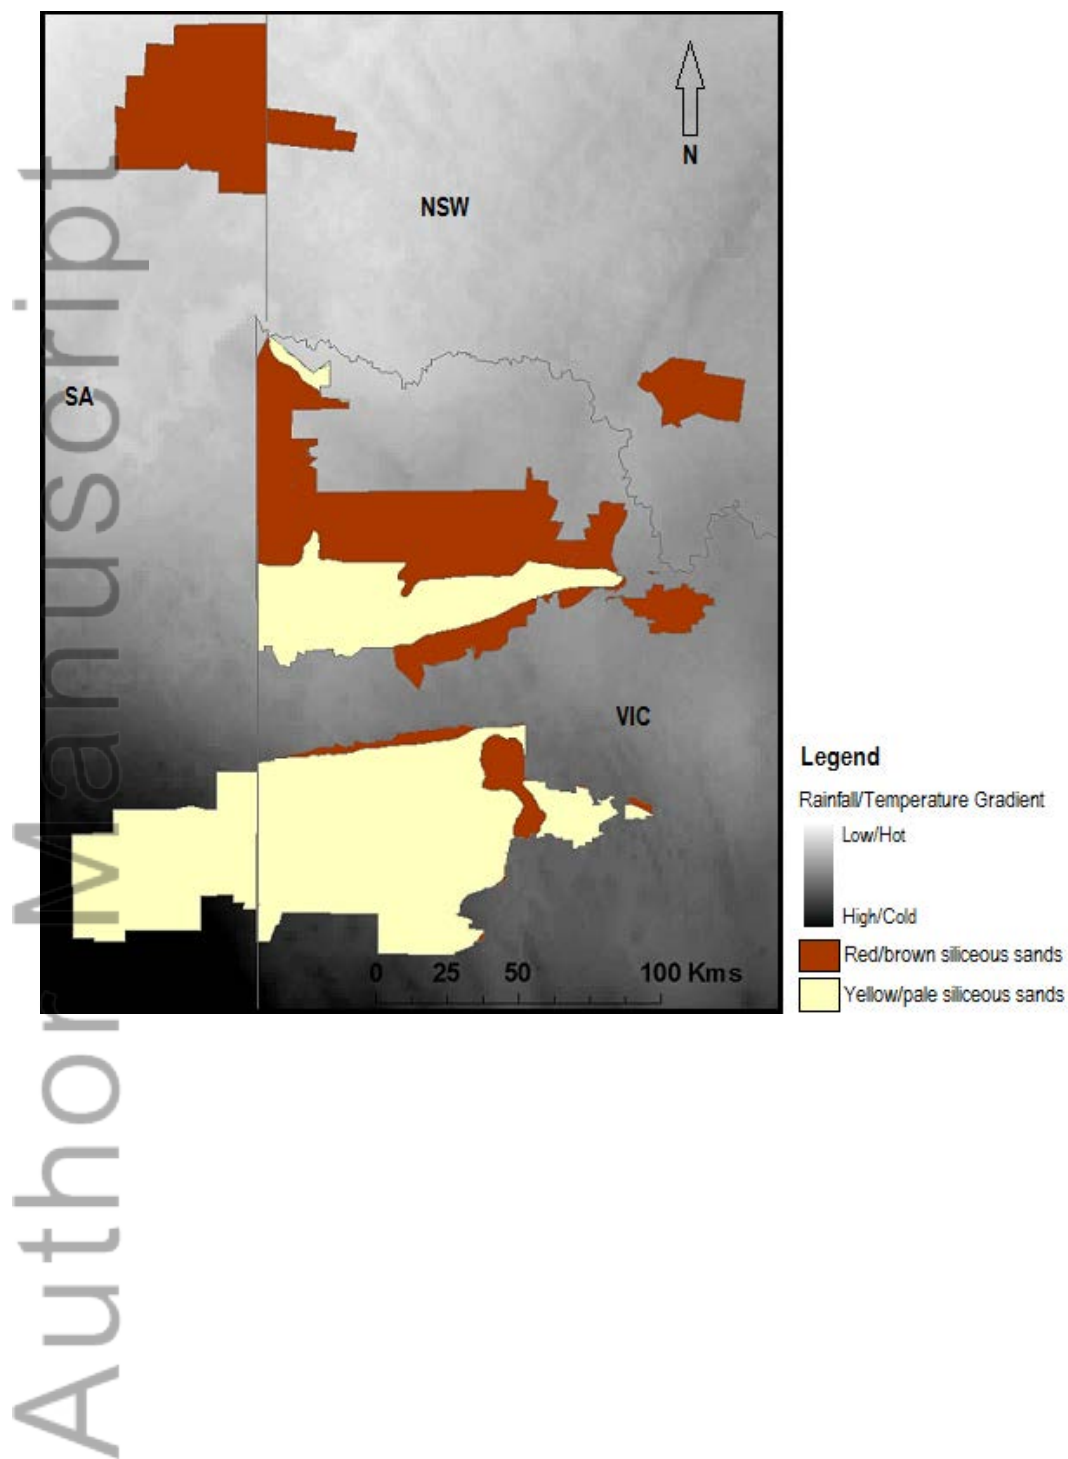 N
NSW
SA
VIC
0 25 50 100 Kms
Legend
Rainfall/Temperature Gradient
Low/Hot
High/Cold
Red/brown siliceous sands
Yellow/pale siliceous sands
Author Manuscript